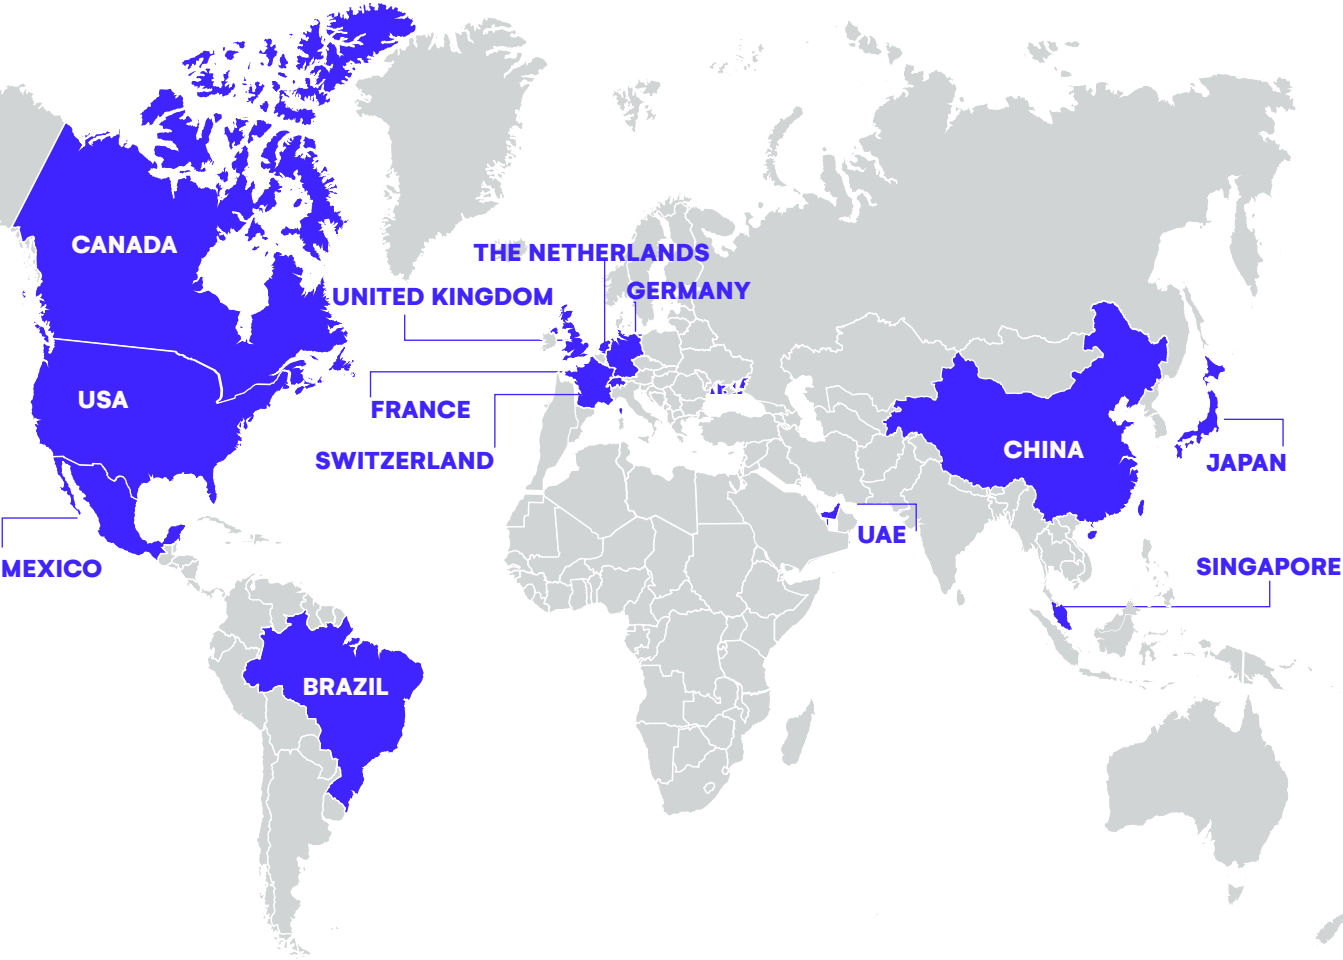 CANADA
THE NETHERLANDS
GERMANY
UNITED KINGDOM
USA
FRANCE
SWITZERLAND
CHINA
JAPAN
UAE
MEXICO
SINGAPORE
BRAZIL